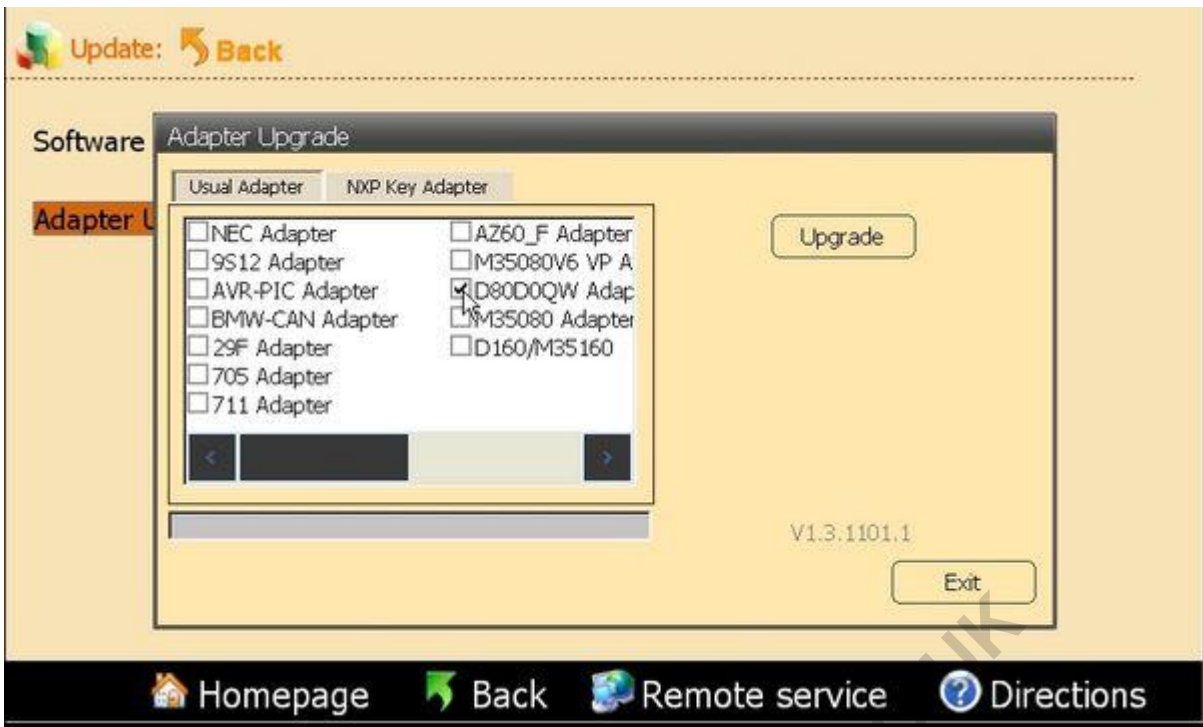 Update: Back
Software
Adapter Upgrade
Adapter U
Usual Adapter NXP Key Adapter
NEC Adapter
9S12 Adapter
AVR-PIC Adapter
BMW-CAN Adapter
29F Adapter
705 Adapter
711 Adapter
AZ60_F Adapter
M35080V6 VP A
D80D0QW Adap
M35080 Adapter
D160/M35160
Upgrade
V1.3.1101.1
Exit
UK
Homepage Back Remote service Directions